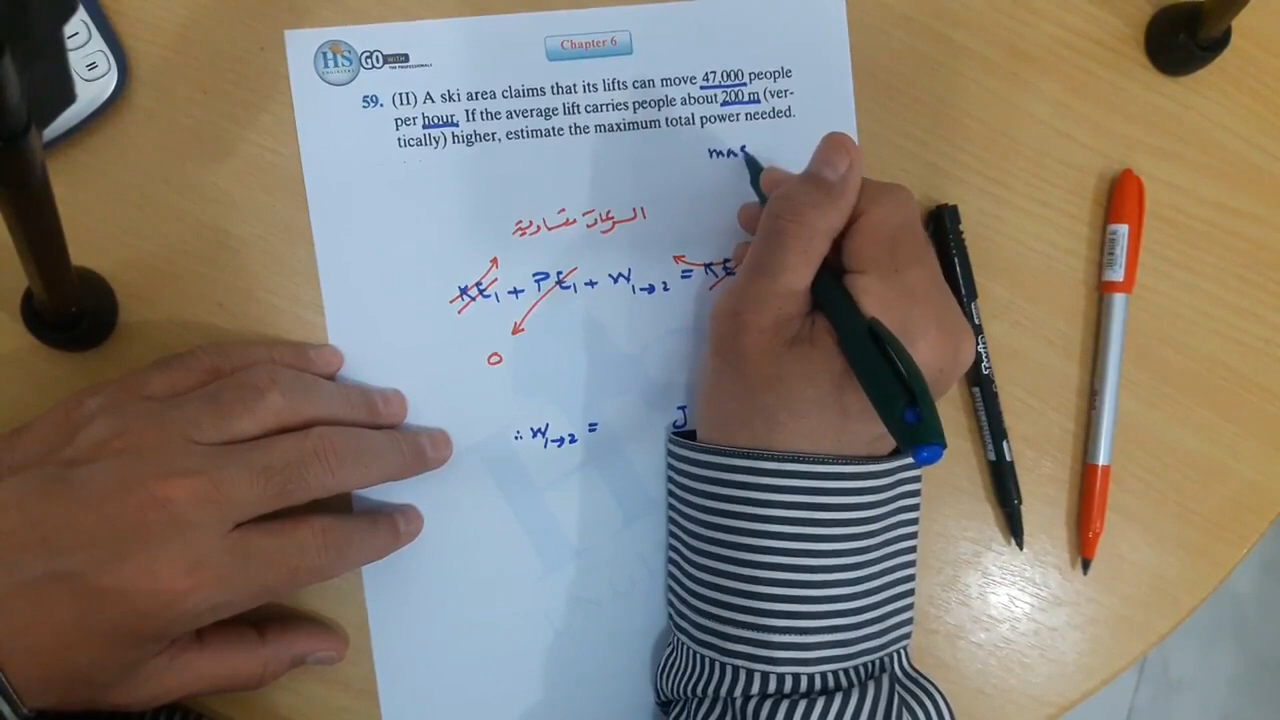 HS
ENGINEERS
GO WITH
THE PROFESSIONALS
Chapter 6
59. (II) A ski area claims that its lifts can move 47,000 people
per hour. If the average lift carries people about 200 m (ver-
tically) higher, estimate the maximum total power needed.
mas
السرعات متساوية
KE₁ + PE₁ + W₁→₂ = KE
0
∴ W₁→₂ = J